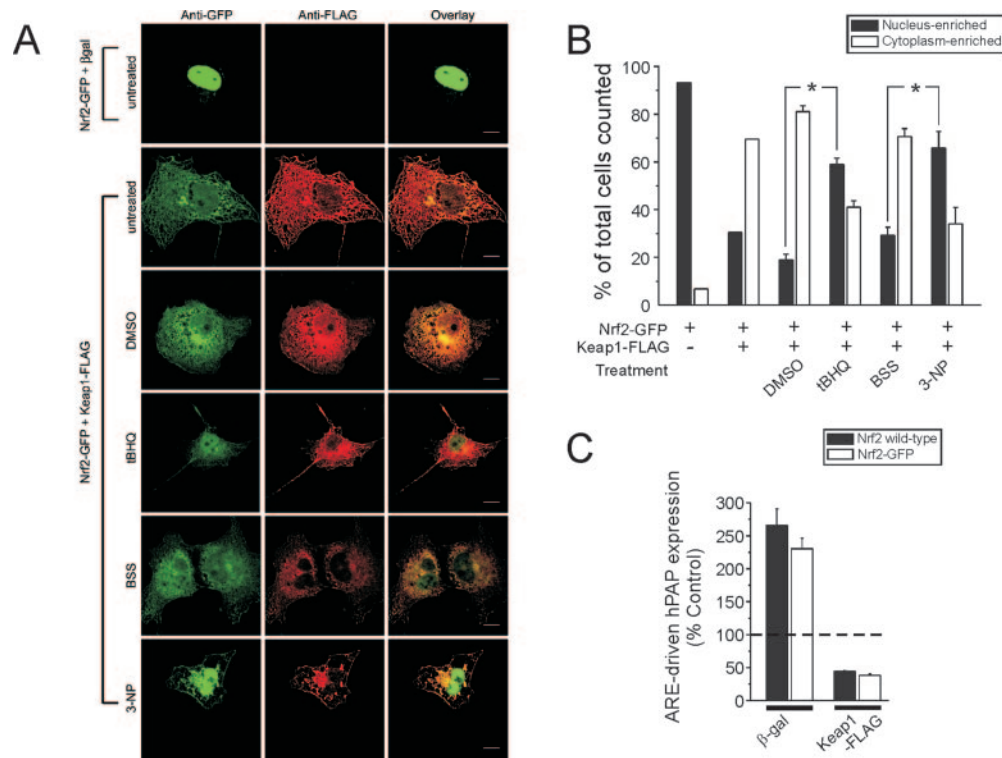 A
Anti-GFP Anti-FLAG Overlay
Nrf2-GFP + βgal
untreated
Nrf2-GFP + Keap1-FLAG
untreated
DMSO
tBHQ
BSS
3-NP
B
Nucleus-enriched
Cytoplasm-enriched
% of total cells counted
100
80
60
40
20
0
* *
Nrf2-GFP + + + + + +
Keap1-FLAG - + + + + +
Treatment DMSO tBHQ BSS 3-NP
C
Nrf2 wild-type
Nrf2-GFP
ARE-driven hPAP expression
(% Control)
300
250
200
150
100
50
0
β-gal Keap1
-FLAG